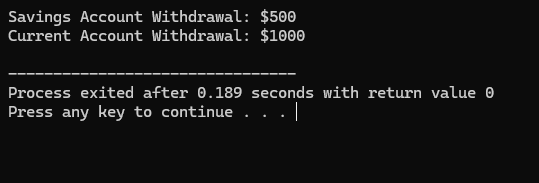 Savings Account Withdrawal: $500
Current Account Withdrawal: $1000
--------------------------------
Process exited after 0.189 seconds with return value 0
Press any key to continue . . .